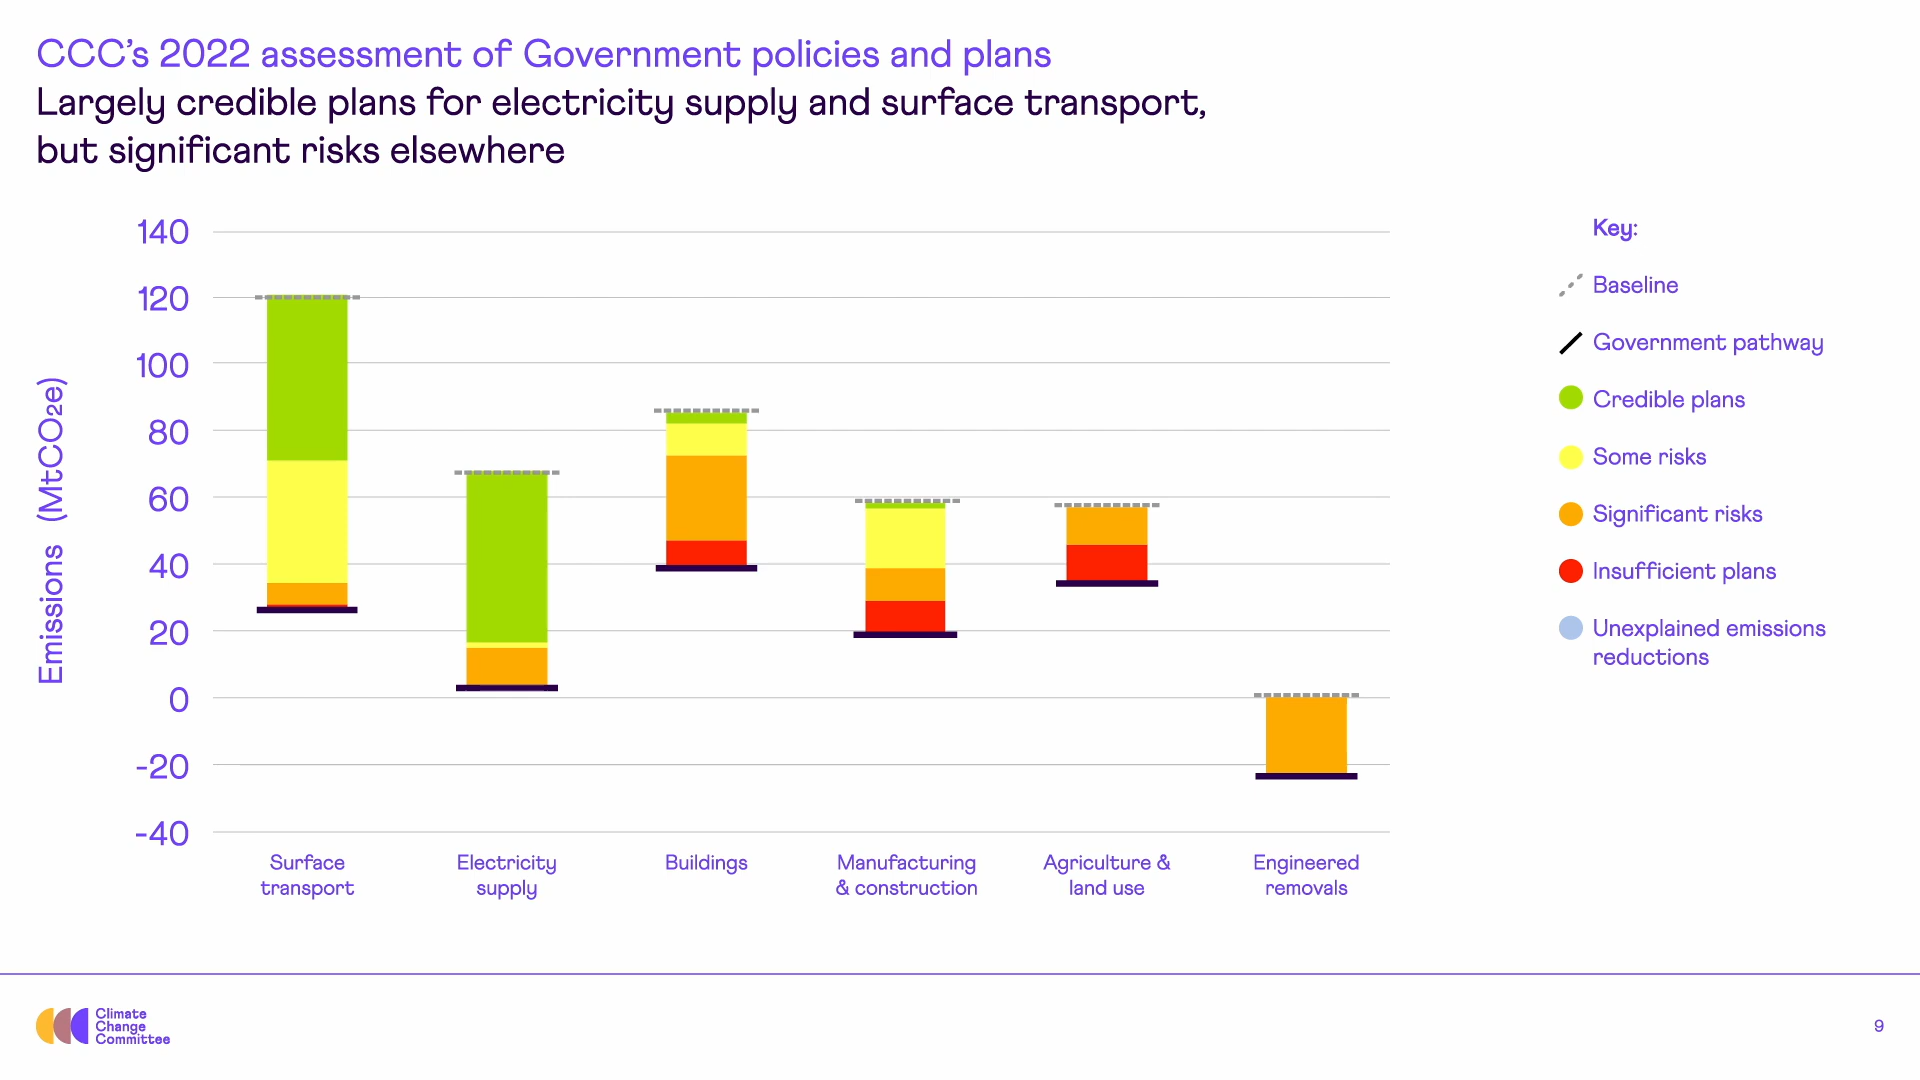 CCC's 2022 assessment of Government policies and plans
Largely credible plans for electricity supply and surface transport,
but significant risks elsewhere
Emissions (MtCO2e)
140
120
100
80
60
40
20
0
-20
-40
Surface
transport
Electricity
supply
Buildings
Manufacturing
& construction
Agriculture &
land use
Engineered
removals
Key:
Baseline
Government pathway
Credible plans
Some risks
Significant risks
Insufficient plans
Unexplained emissions
reductions
Climate
Change
Committee
9